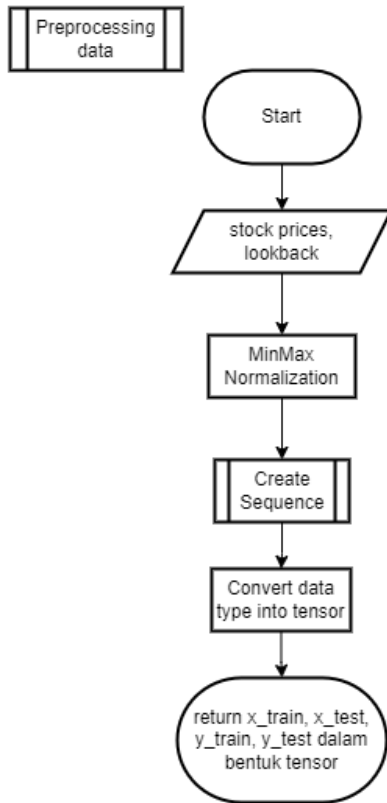 Preprocessing
data
Start
stock prices,
lookback
MinMax
Normalization
Create
Sequence
Convert data
type into tensor
return x_train, x_test,
y_train, y_test dalam
bentuk tensor